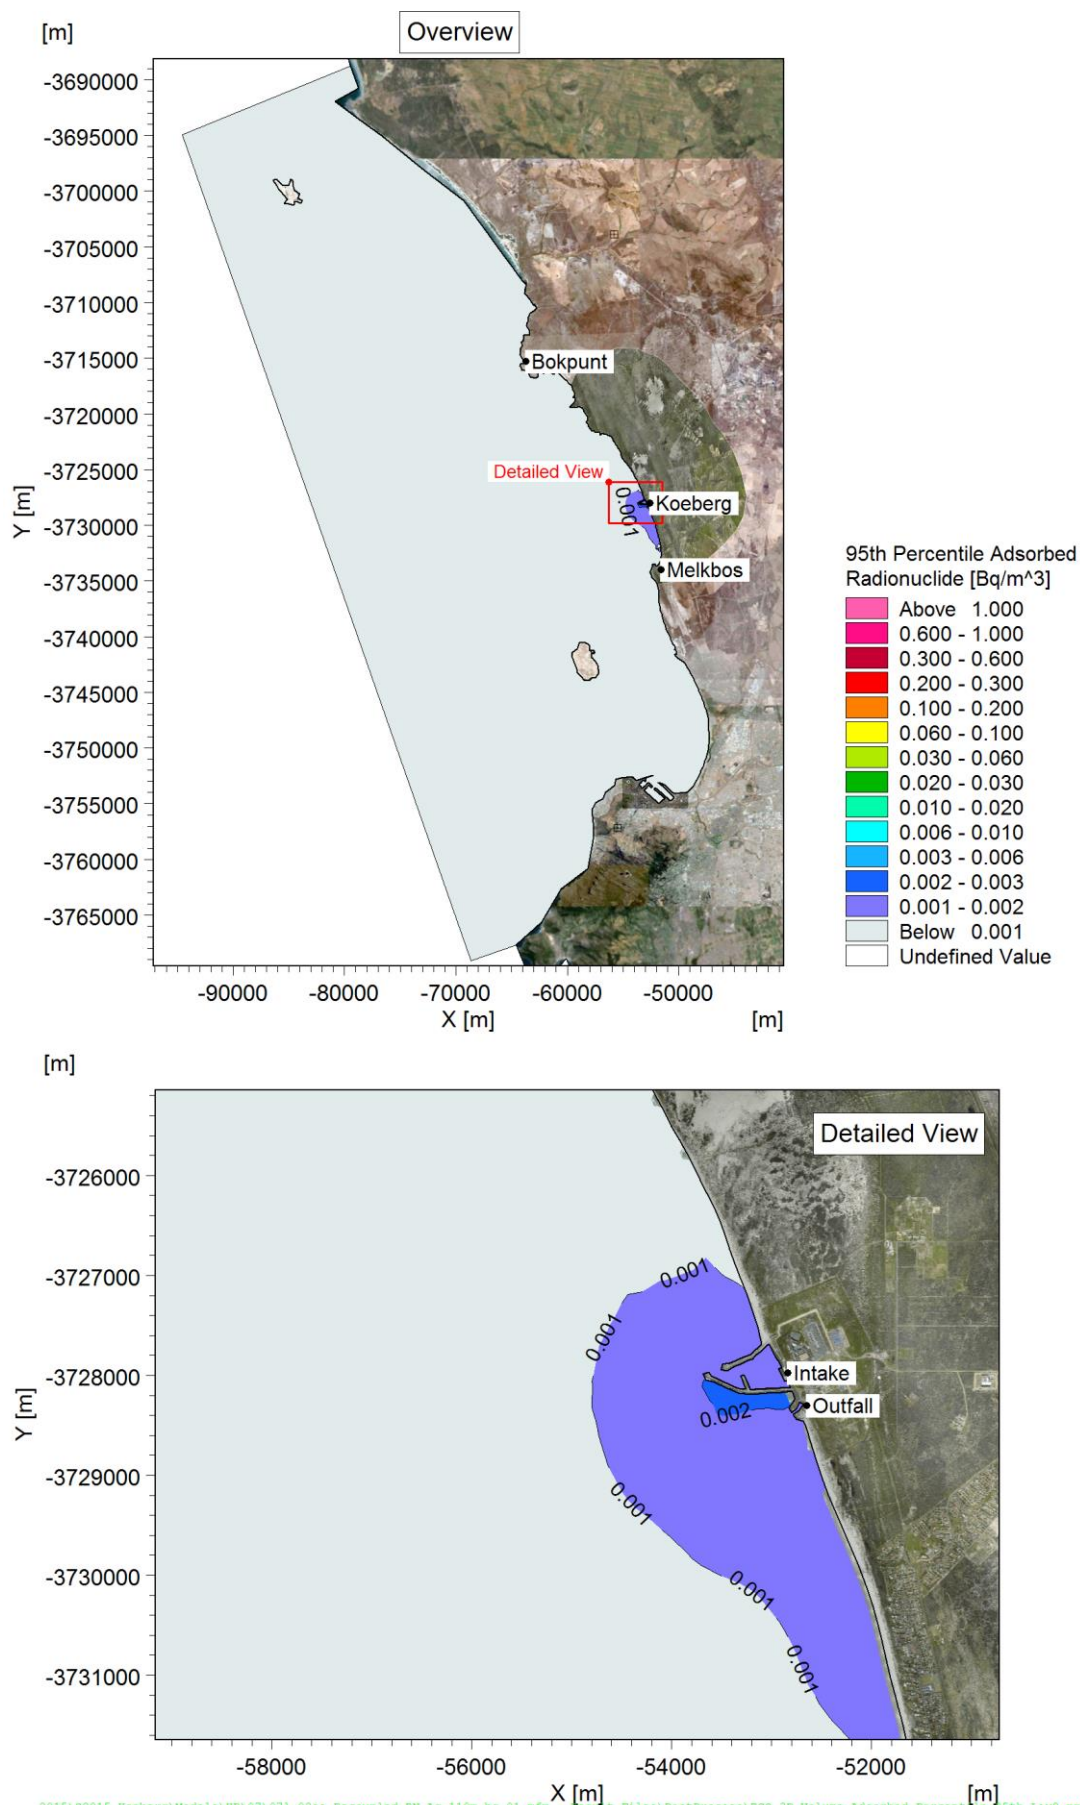 [m]
Overview
-3690000
-3695000
-3700000
-3705000
-3710000
-3715000
-3720000
-3725000
-3730000
-3735000
-3740000
-3745000
-3750000
-3755000
-3760000
-3765000
Y [m]
Bokpunt
Detailed View
0.001
Koeberg
Melkbos
-90000 -80000 -70000 -60000 -50000
X [m] [m]
95th Percentile Adsorbed
Radionuclide [Bq/m^3]
Above 1.000
0.600 - 1.000
0.300 - 0.600
0.200 - 0.300
0.100 - 0.200
0.060 - 0.100
0.030 - 0.060
0.020 - 0.030
0.010 - 0.020
0.006 - 0.010
0.003 - 0.006
0.002 - 0.003
0.001 - 0.002
Below 0.001
Undefined Value
[m]
Detailed View
-3726000
-3727000
-3728000
-3729000
-3730000
-3731000
Y [m]
0.001
0.001
Intake
Outfall
0.002
0.001
0.001
0.001
-58000 -56000 -54000 -52000
X [m] [m]